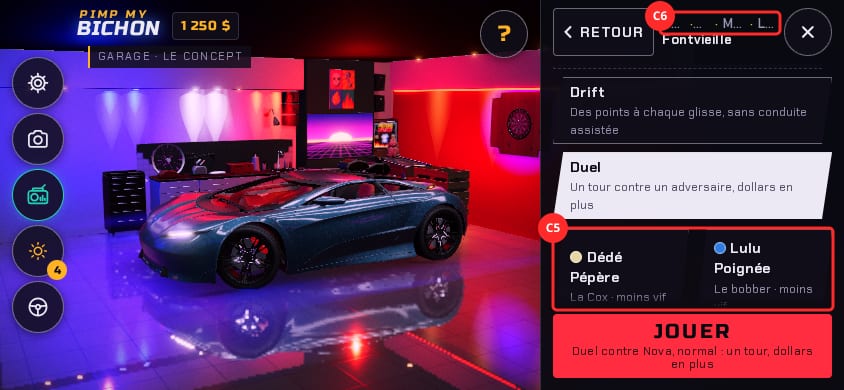 PIMP MY
BICHON
1 250 $
GARAGE · LE CONCEPT
4
?
RETOUR
C6
... ·... · M... · L...
Fontvieille
Drift
Des points à chaque glisse, sans conduite
assistée
Duel
Un tour contre un adversaire, dollars en
plus
C5
Dédé
Pépère
La Cox · moins vif
Lulu
Poignée
Le bobber · moins
vif
JOUER
Duel contre Nova, normal : un tour, dollars
en plus